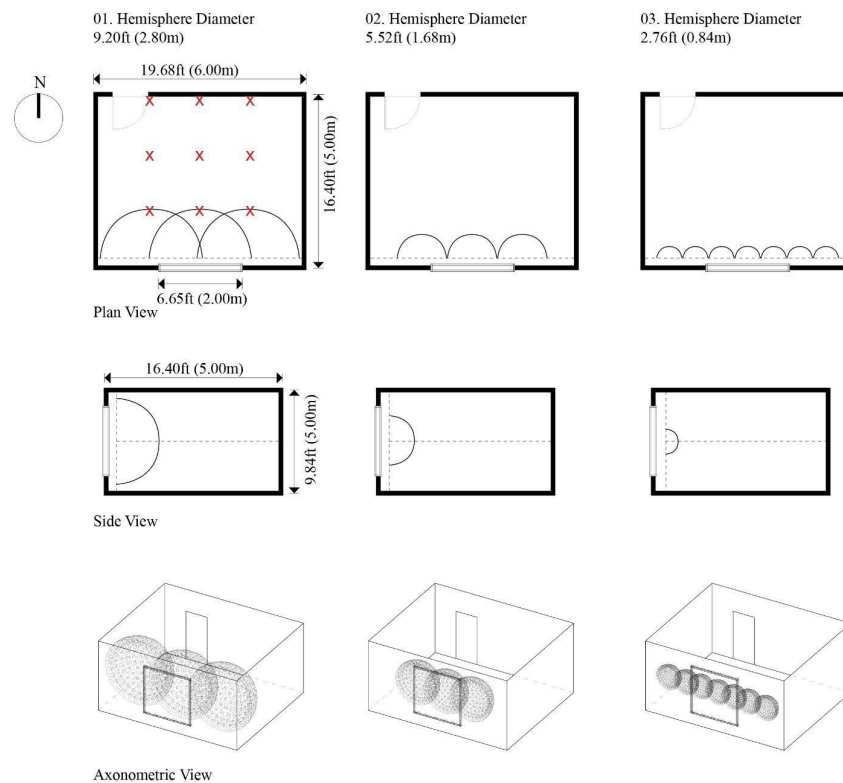 01. Hemisphere Diameter
9.20ft (2.80m)
02. Hemisphere Diameter
5.52ft (1.68m)
03. Hemisphere Diameter
2.76ft (0.84m)
19.68ft (6.00m)
N
X X X
X X X
X X X
16.40ft (5.00m)
6.65ft (2.00m)
Plan View
16.40ft (5.00m)
9.84ft (5.00m)
Side View
Axonometric View